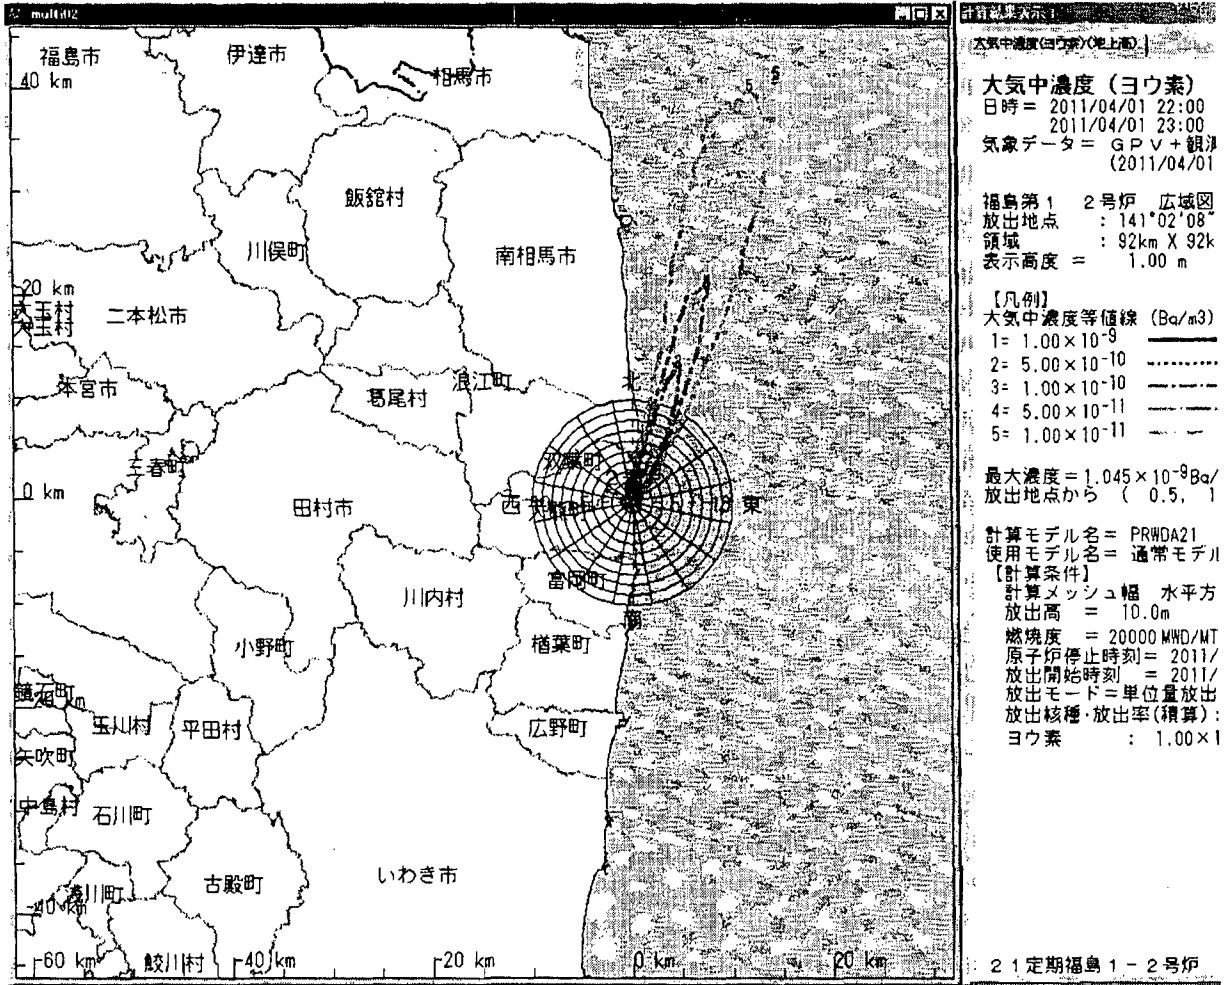 multi02
福島市
伊達市
相馬市
40 km
飯舘村
川俣町
南相馬市
20 km
大玉村
二本松市
本宮市
浪江町
北
葛尾村
三春町
双葉町
0 km
田村市
西
東
富岡町
川内村
南
小野町
楢葉町
鏡石町
玉川村
平田村
広野町
矢吹町
中島村
石川町
古殿町
いわき市
-40 km
-60 km
鮫川村
-40 km
-20 km
0 km
20 km
計算結果表示
大気中濃度(ヨウ素)(地上高)
大気中濃度(ヨウ素)
日時= 2011/04/01 22:00
2011/04/01 23:00
気象データ= GPV+観測
(2011/04/01
福島第1 2号炉 広域図
放出地点 : 141°02'08"
領域 : 92km X 92k
表示高度 = 1.00 m
【凡例】
大気中濃度等値線 (Bq/m3)
1= 1.00×10-9
2= 5.00×10-10
3= 1.00×10-10
4= 5.00×10-11
5= 1.00×10-11
最大濃度=1.045×10-9Bq/
放出地点から ( 0.5, 1
計算モデル名= PRWDA21
使用モデル名= 通常モデル
【計算条件】
計算メッシュ幅 水平方
放出高 = 10.0m
燃焼度 = 20000MWD/MT
原子炉停止時刻= 2011/
放出開始時刻 = 2011/
放出モード=単位量放出
放出核種・放出率(積算):
ヨウ素 : 1.00×1
21定期福島1-2号炉